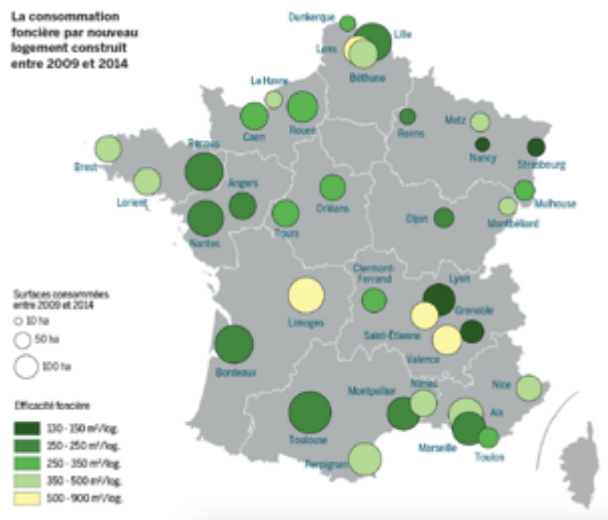 La consommation
foncière par nouveau
logement construit
entre 2009 et 2014
Dunkerque
Lille
Lens
Béthune
Le Havre
Caen
Rouen
Reims
Metz
Nancy
Strasbourg
Brest
Rennes
Lorient
Angers
Nantes
Tours
Orléans
Dijon
Mulhouse
Montbéliard
Clermont-
Ferrand
Lyon
Grenoble
Limoges
Saint-Étienne
Valence
Bordeaux
Montpellier
Nîmes
Nice
Aix
Toulouse
Marseille
Toulon
Perpignan
Surfaces consommées
entre 2009 et 2014
10 ha
50 ha
100 ha
Efficacité foncière
130 - 150 m²/log.
150 - 250 m²/log.
250 - 350 m²/log.
350 - 500 m²/log.
500 - 900 m²/log.